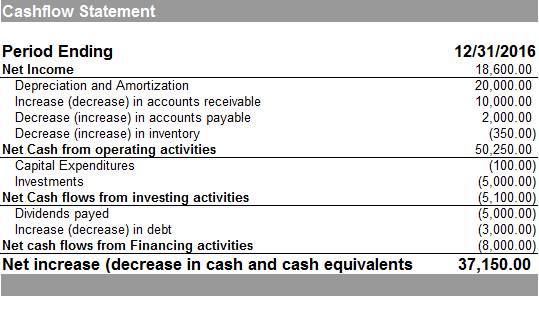 Cashflow Statement
Period Ending 12/31/2016
Net Income 18,600.00
Depreciation and Amortization 20,000.00
Increase (decrease) in accounts receivable 10,000.00
Decrease (increase) in accounts payable 2,000.00
Decrease (increase) in inventory (350.00)
Net Cash from operating activities 50,250.00
Capital Expenditures (100.00)
Investments (5,000.00)
Net Cash flows from investing activities (5,100.00)
Dividends payed (5,000.00)
Increase (decrease) in debt (3,000.00)
Net cash flows from Financing activities (8,000.00)
Net increase (decrease in cash and cash equivalents 37,150.00